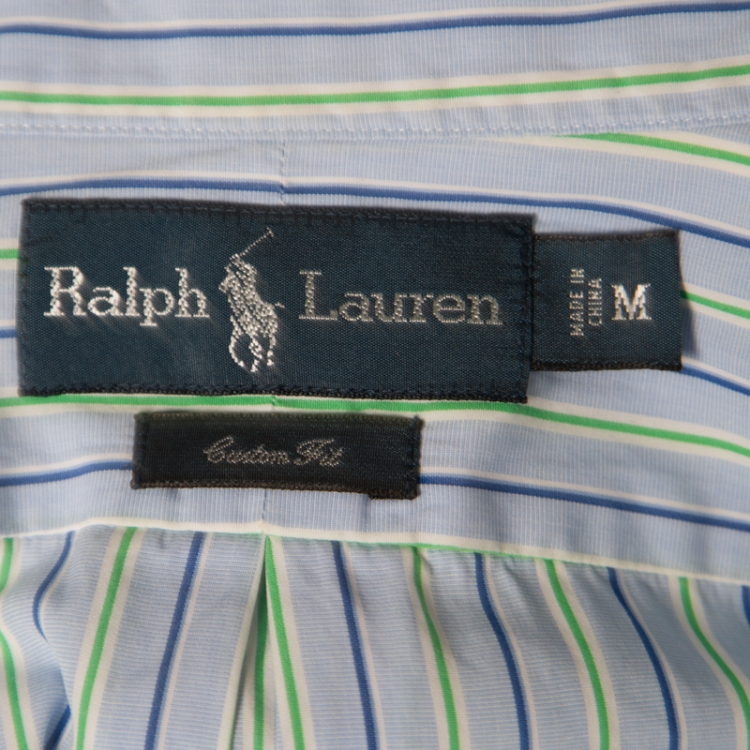 Ralph Lauren
MADE IN
CHINA
M
Custom Fit